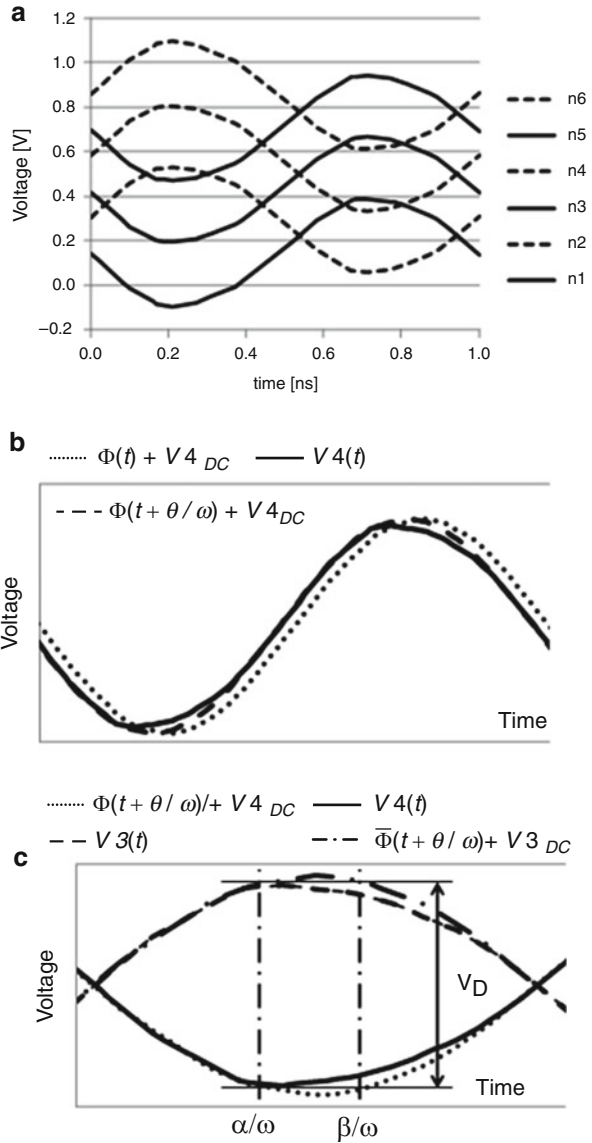 a
1.2
1.0
0.8
0.6
0.4
0.2
0.0
−0.2
Voltage [V]
0.0 0.2 0.4 0.6 0.8 1.0
time [ns]
n6
n5
n4
n3
n2
n1
b
Φ(t) + V4 DC V4(t)
Φ(t + θ / ω) + V4DC
Voltage
Time
Φ(t + θ / ω)/+ V4 DC V4(t)
V3(t) Φ̅(t + θ / ω)+ V3 DC
c
Voltage
VD
Time
α/ω β/ω